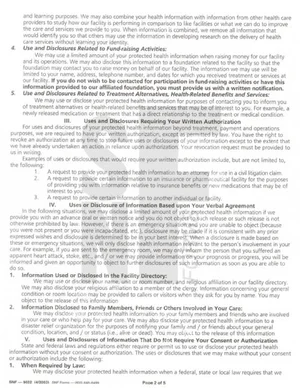 and learning purposes. We may also combine your health information with information from other health care
providers to study how our facility is performing in comparison to like facilities or what we can do to improve
the care and services we provide to you. When information is combined, we remove all information that
would identify you so that others may use the information in developing research on the delivery of health
care services without knowing your identity.
4. Use and Disclosures Related to Fund-raising Activities:
We may use a limited amount of your protected health information when raising money for our facility
and its operations. We may also disclose this information to a foundation related to the facility so that the
foundation may contact you to raise money on behalf of our facility. The information we may use will be
limited to your name, address, telephone number, and dates for which you received treatment or services at
our facility. If you do not wish to be contacted for participation in fund-raising activities or have this
information provided to our affiliated foundation, you must provide us with a written notification.
5. Use and Disclosures Related to Treatment Alternatives, Health-Related Benefits and Services:
We may use or disclose your protected health information for purposes of contacting you to inform you
of treatment alternatives or health-related benefits and services that may be of interest to you. For example, a
newly released medication or treatment that has a direct relationship to the treatment or medical condition.
III. Uses and Disclosures Requiring Your Written Authorization
For uses and disclosures of your protected health information beyond treatment, payment and operations
purposes, we are required to have your written authorization, except as permitted by law. You have the right to
revoke an authorization at any time to stop future uses or disclosures of your information except to the extent that
we have already undertaken an action in reliance upon authorization. Your revocation request must be provided to
us in writing.
Examples of uses or disclosures that would require your written authorization include, but are not limited to,
the following:
1. A request to provide your protected health information to an attorney for use in a civil litigation claim
2. A request to provide certain information to an insurance or pharmaceutical facility for the purposes
of providing you with information relative to insurance benefits or new medications that may be of
interest to you.
3. A request to provide certain information to another individual or facility.
IV. Uses or Disclosure of Information Based upon Your Verbal Agreement
In the following situations, we may disclose a limited amount of your protected health information if we
provide you with an advance oral or written notice and you do not object to such release or such release is not
otherwise prohibited by law. However, if there is an emergency situation and you are unable to object (because
you were not present or you were incapacitated, etc.), disclosure may be made if it is consistent with any prior
expressed wishes and disclosure is determined to be in your best interest. When a disclosure is made based on
these or emergency situations, we will only disclose health information relevant to the person's involvement in your
care. For example, if you are sent to the emergency room, we may only inform the person that you suffered an
apparent heart attack, stroke, etc., and / or we may provide information on your progress or progress, you will be
informed and given an opportunity to object to further disclosures of such information as soon as you are able to
do so.
1. Information Used or Disclosed in the Facility Directory:
We may use or disclose your name, unit or room number, and religious affiliation in our facility directory.
We may also disclose your religious affiliation to a member of the clergy. Information concerning your general
condition or room location may be provided to callers or visitors when they ask for you by name. You may
object to the release of this information
Information Disclosed to Family Members, Friends or Others Involved in Your Care:
We may disclose your protected health information to your family members and friends who are involved
in your care or who help pay for your care. We may also disclose your protected health information to a
disaster relief organization for the purposes of notifying your family and / or friends about your general
condition, location, and / or status (i.e., alive or dead). You may object to the release of this information.
V. Uses and Disclosures of Information That Do Not Require Your Consent or Authorization
State and federal laws and regulations either require or permit us to use or disclose your protected health
information without your consent or authorization. The uses or disclosures that we may make without your consent
or authorization include the following:
1. When Required by Law:
We may disclose your protected health information when a federal, state or local law requires that we
Page 2 of 5